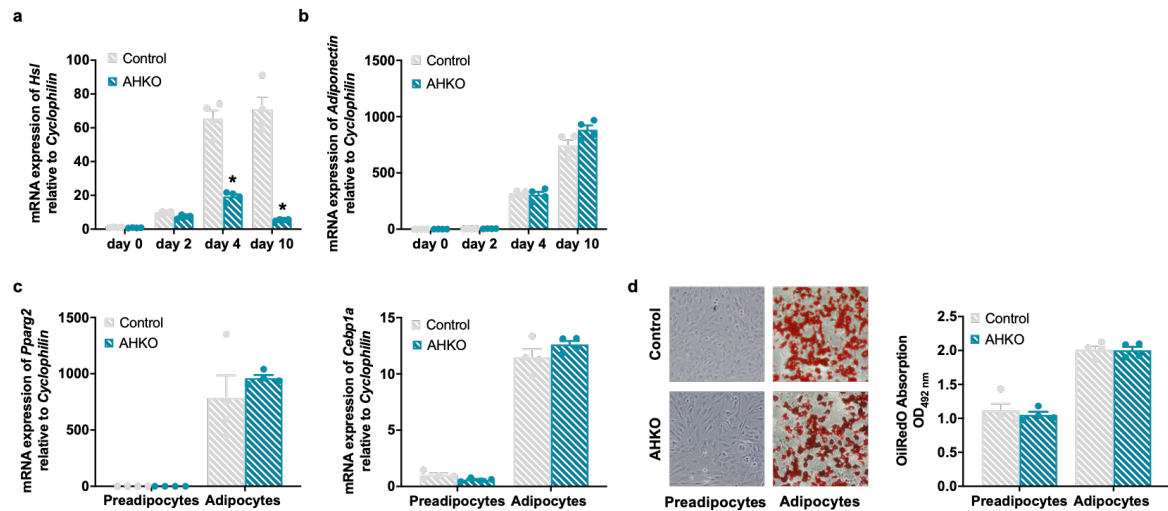 a
mRNA expression of Hsl
relative to Cyclophilin
100
80
60
40
20
0
Control
AHKO
*
*
day 0 day 2 day 4 day 10
b
mRNA expression of Adiponectin
relative to Cyclophilin
1500
1000
500
0
Control
AHKO
day 0 day 2 day 4 day 10
c
mRNA expression of Pparg2
relative to Cyclophilin
1500
1000
500
0
Control
AHKO
Preadipocytes Adipocytes
mRNA expression of Cebp1a
relative to Cyclophilin
15
10
5
0
Control
AHKO
Preadipocytes Adipocytes
d
Control
AHKO
Preadipocytes Adipocytes
OilRedO Absorption
OD492 nm
2.5
2.0
1.5
1.0
0.5
0.0
Control
AHKO
Preadipocytes Adipocytes